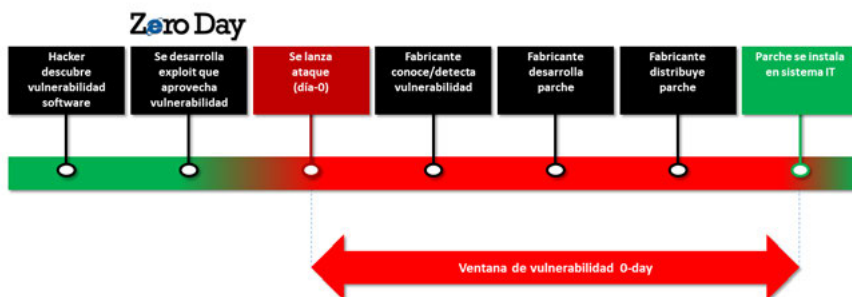 Zero Day
Hacker
descubre
vulnerabilidad
software
Se desarrolla
exploit que
aprovecha
vulnerabilidad
Se lanza
ataque
(día-0)
Fabricante
conoce/detecta
vulnerabilidad
Fabricante
desarrolla
parche
Fabricante
distribuye
parche
Parche se instala
en sistema IT
Ventana de vulnerabilidad 0-day